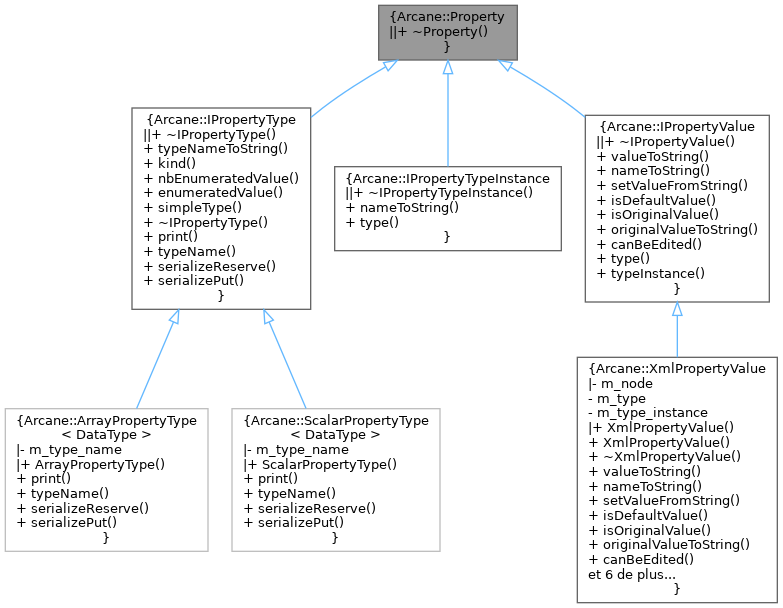 {Arcane::Property
||+ ~Property()
}
{Arcane::IPropertyType
||+ ~IPropertyType()
+ typeNameToString()
+ kind()
+ nbEnumeratedValue()
+ enumeratedValue()
+ simpleType()
+ ~IPropertyType()
+ print()
+ typeName()
+ serializeReserve()
+ serializePut()
}
{Arcane::IPropertyTypeInstance
||+ ~IPropertyTypeInstance()
+ nameToString()
+ type()
}
{Arcane::IPropertyValue
||+ ~IPropertyValue()
+ valueToString()
+ nameToString()
+ setValueFromString()
+ isDefaultValue()
+ isOriginalValue()
+ originalValueToString()
+ canBeEdited()
+ type()
+ typeInstance()
}
{Arcane::ArrayPropertyType
< DataType >
|- m_type_name
|+ ArrayPropertyType()
+ print()
+ typeName()
+ serializeReserve()
+ serializePut()
}
{Arcane::ScalarPropertyType
< DataType >
|- m_type_name
|+ ScalarPropertyType()
+ print()
+ typeName()
+ serializeReserve()
+ serializePut()
}
{Arcane::XmlPropertyValue
|- m_node
- m_type
- m_type_instance
|+ XmlPropertyValue()
+ XmlPropertyValue()
+ ~XmlPropertyValue()
+ valueToString()
+ nameToString()
+ setValueFromString()
+ isDefaultValue()
+ isOriginalValue()
+ originalValueToString()
+ canBeEdited()
et 6 de plus...
}